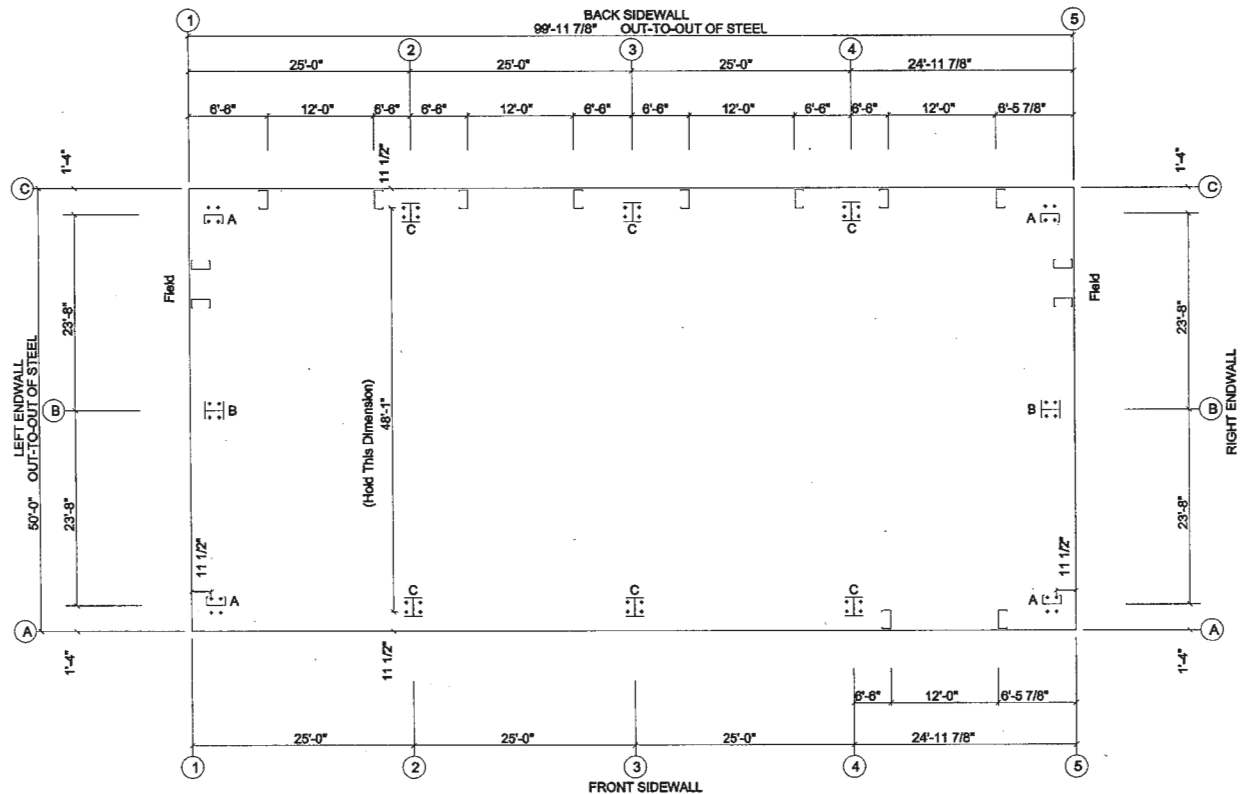 1 BACK SIDEWALL 5
99'-11 7/8" OUT-TO-OUT OF STEEL
2 3 4
25'-0" 25'-0" 25'-0" 24'-11 7/8"
6'-6" 12'-0" 6'-6" 6'-6" 12'-0" 6'-6" 6'-6" 12'-0" 6'-6" 6'-6" 12'-0" 6'-5 7/8"
1'-4" 11 1/2" 1'-4"
C C
A C C C A
Field Field
23'-8" 23'-8"
LEFT ENDWALL
50'-0" OUT-TO-OUT OF STEEL
(Hold This Dimension)
48'-1"
RIGHT ENDWALL
B B B B
23'-8" 23'-8"
11 1/2" 11 1/2"
C C C
A A
A A
1'-4" 11 1/2" 1'-4"
6'-6" 12'-0" 6'-5 7/8"
25'-0" 25'-0" 25'-0" 24'-11 7/8"
1 2 3 4 5
FRONT SIDEWALL